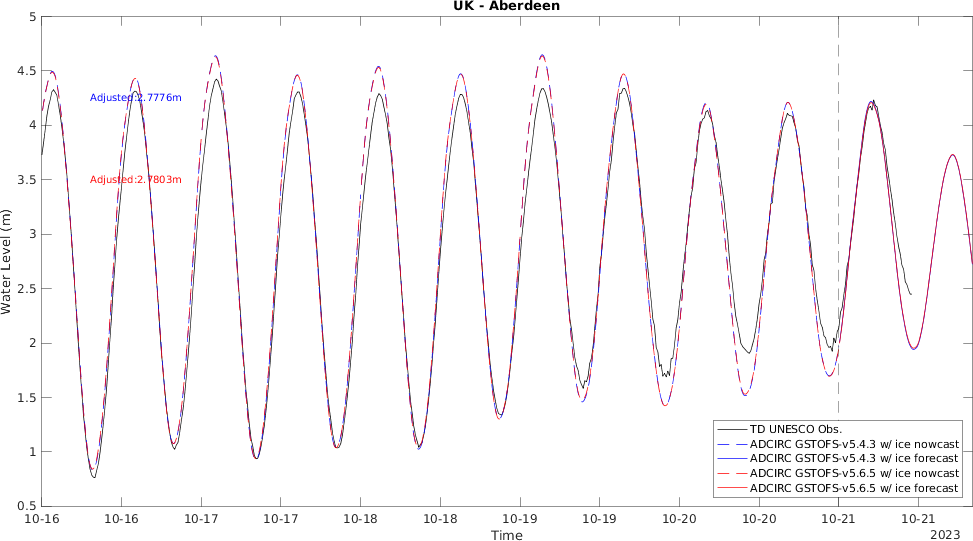 UK - Aberdeen
5
4.5
4
3.5
3
2.5
2
1.5
1
0.5
Water Level (m)
Adjusted:2.7776m
Adjusted:2.7803m
TD UNESCO Obs.
ADCIRC GSTOFS-v5.4.3 w/ ice nowcast
ADCIRC GSTOFS-v5.4.3 w/ ice forecast
ADCIRC GSTOFS-v5.6.5 w/ ice nowcast
ADCIRC GSTOFS-v5.6.5 w/ ice forecast
10-16 10-16 10-17 10-17 10-18 10-18 10-19 10-19 10-20 10-20 10-21 10-21
Time
2023